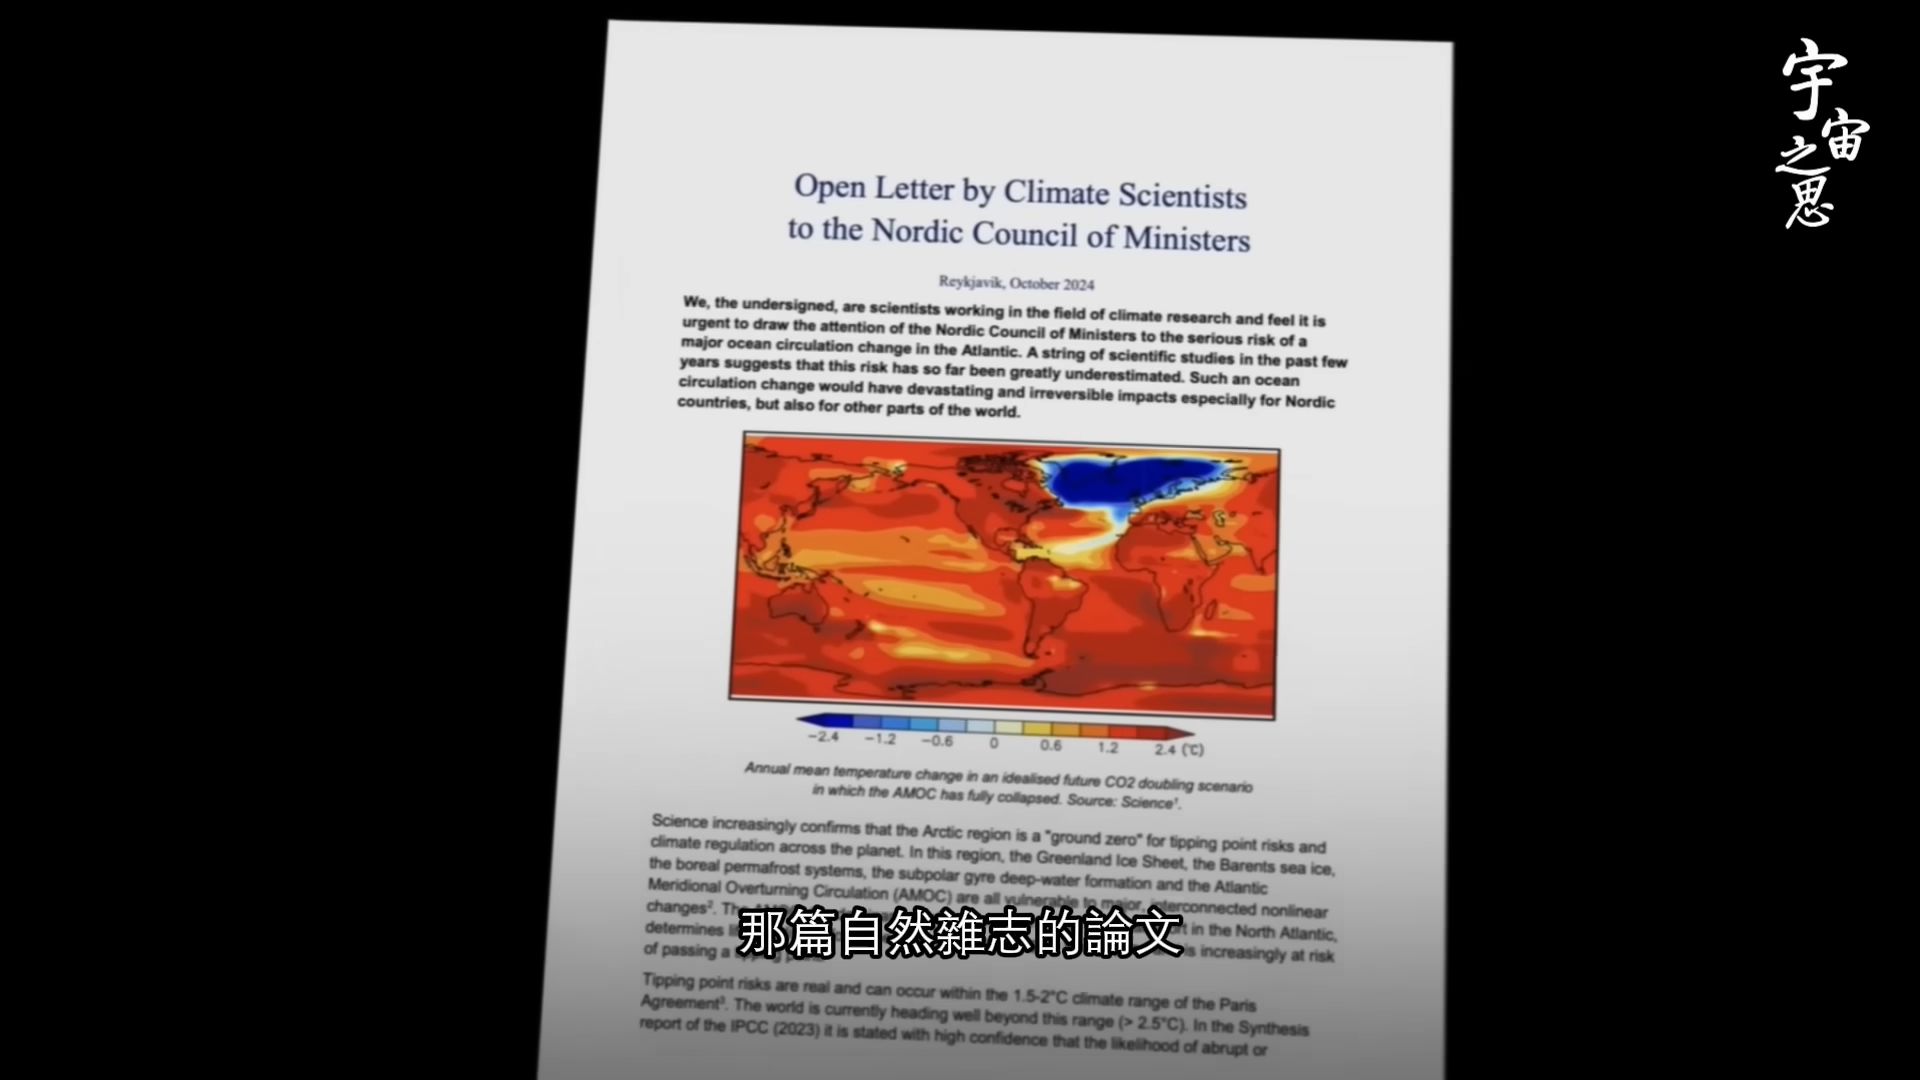 宇宙之思
Open Letter by Climate Scientists
to the Nordic Council of Ministers
Reykjavik, October 2024
We, the undersigned, are scientists working in the field of climate research and feel it is
urgent to draw the attention of the Nordic Council of Ministers to the serious risk of a
major ocean circulation change in the Atlantic. A string of scientific studies in the past few
years suggests that this risk has so far been greatly underestimated. Such an ocean
circulation change would have devastating and irreversible impacts especially for Nordic
countries, but also for other parts of the world.
−2.4 −1.2 −0.6 0 0.6 1.2 2.4 (°C)
Annual mean temperature change in an idealised future CO2 doubling scenario
in which the AMOC has fully collapsed. Source: Science¹.
Science increasingly confirms that the Arctic region is a "ground zero" for tipping point risks and
climate regulation across the planet. In this region, the Greenland Ice Sheet, the Barents sea ice,
the boreal permafrost systems, the subpolar gyre deep-water formation and the Atlantic
Meridional Overturning Circulation (AMOC) are all vulnerable to major, interconnected nonlinear
changes². The in the North Atlantic,
determines is increasingly at risk
of passing a
那篇自然雜志的論文
Tipping point risks are real and can occur within the 1.5-2°C climate range of the Paris
Agreement³. The world is currently heading well beyond this range (> 2.5°C). In the Synthesis
report of the IPCC (2023) it is stated with high confidence that the likelihood of abrupt or